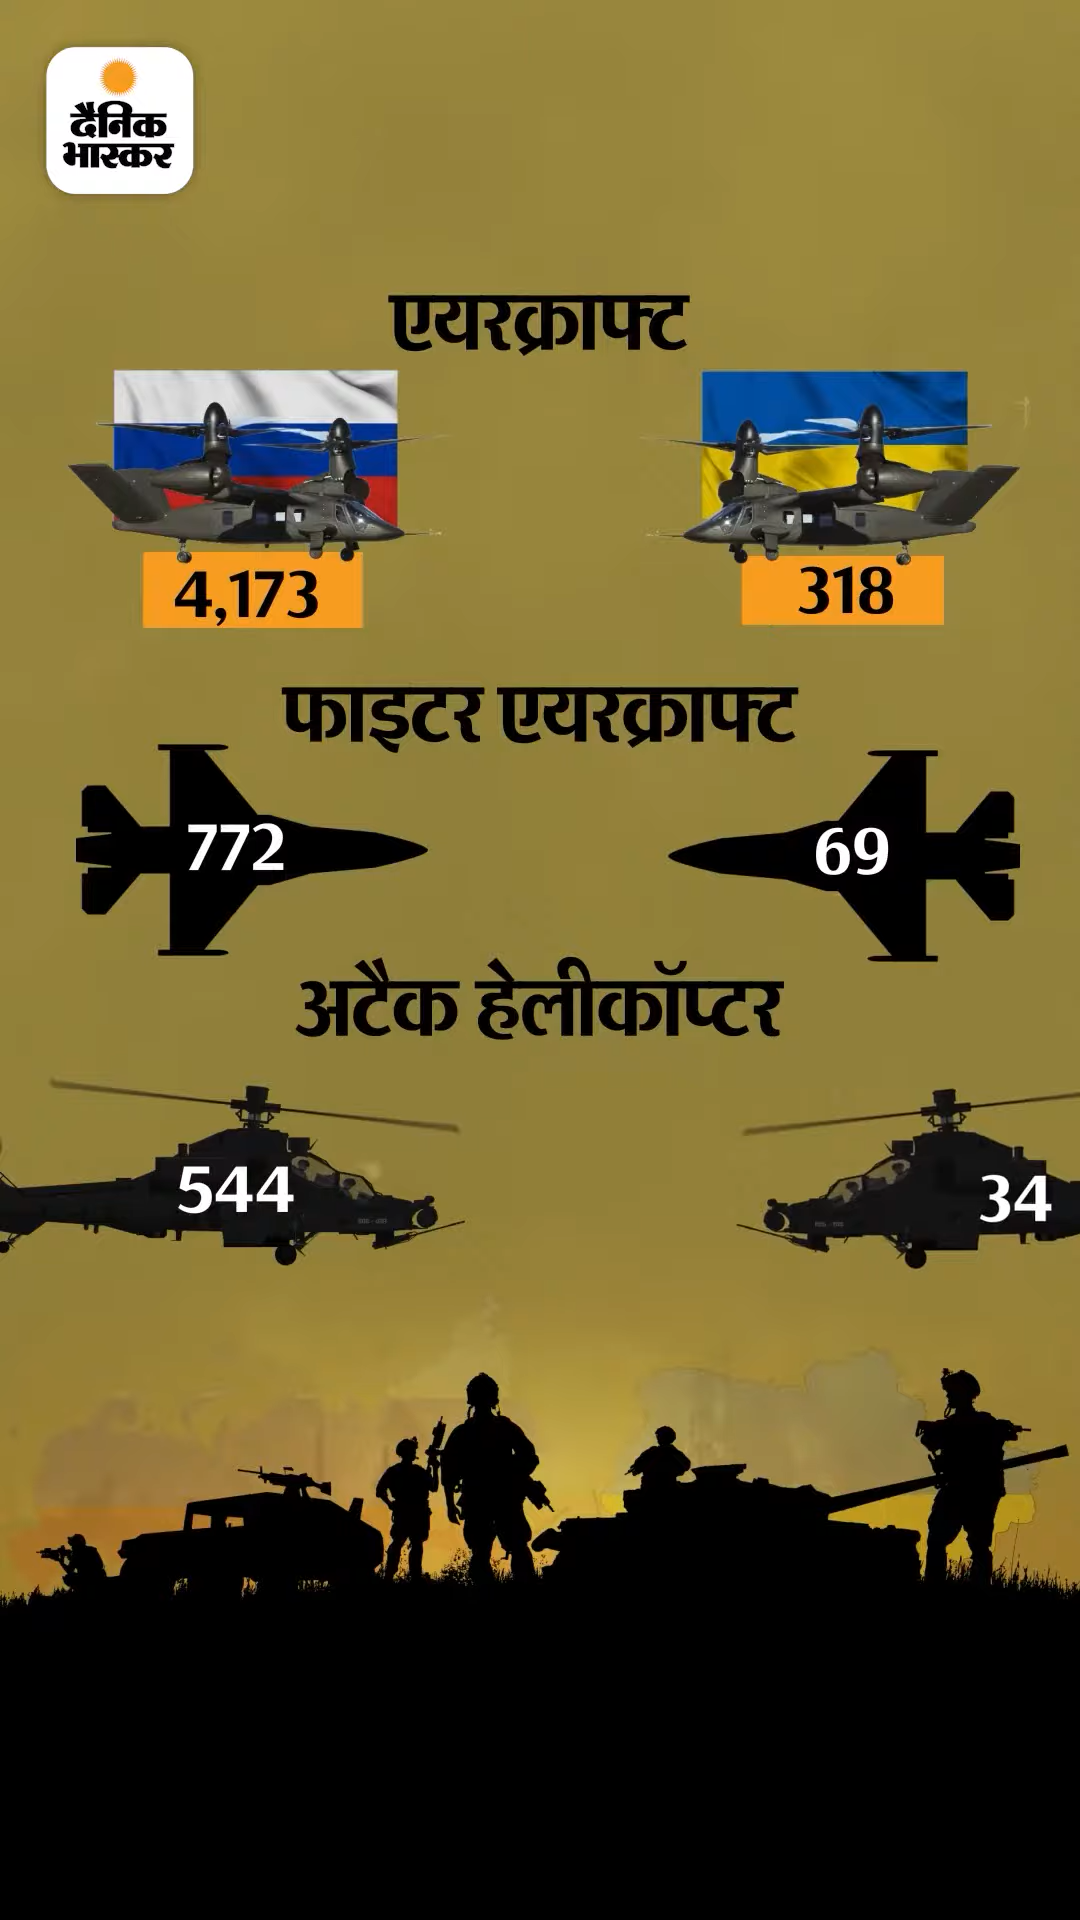 दैनिक
भास्कर
एयरक्राफ्ट
4,173 318
फाइटर एयरक्राफ्ट
772 69
अटैक हेलीकॉप्टर
544 34